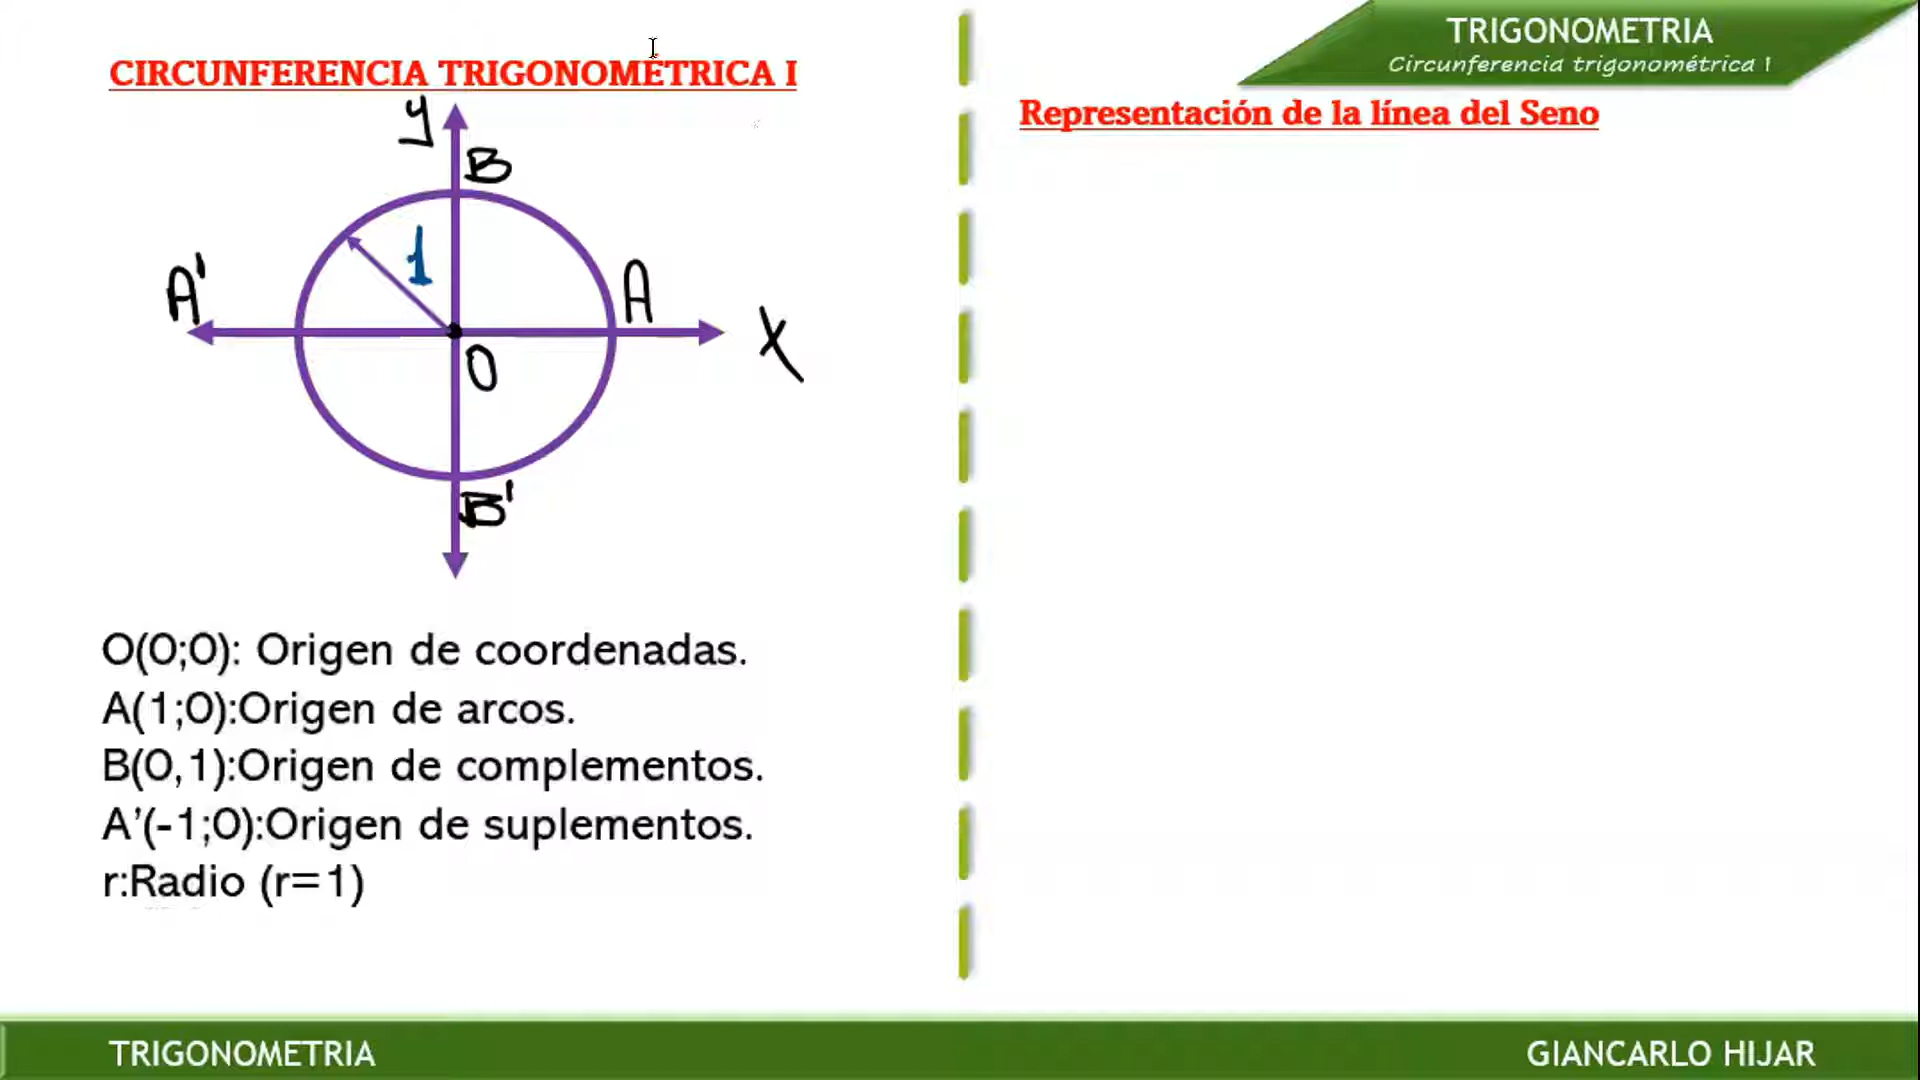 CIRCUNFERENCIA TRIGONOMÉTRICA I
y
B
1
A'
A
X
O
B'
O(0;0): Origen de coordenadas.
A(1;0):Origen de arcos.
B(0,1):Origen de complementos.
A’(-1;0):Origen de suplementos.
r:Radio (r=1)
TRIGONOMETRIA
Circunferencia trigonométrica I
Representación de la línea del Seno
TRIGONOMETRIA
GIANCARLO HIJAR